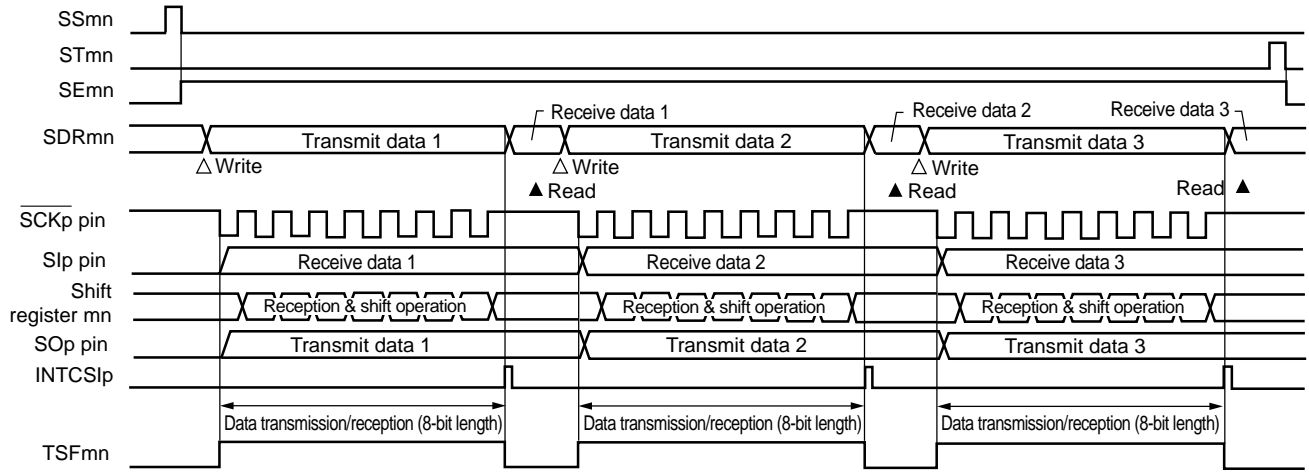 SSmn
STmn
SEmn
Receive data 1
Receive data 2
Receive data 3
SDRmn
Transmit data 1
Transmit data 2
Transmit data 3
△ Write
△ Write
△ Write
▲ Read
▲ Read
Read ▲
SCKp pin
SIp pin
Receive data 1
Receive data 2
Receive data 3
Shift
register mn
Reception & shift operation
Reception & shift operation
Reception & shift operation
SOp pin
Transmit data 1
Transmit data 2
Transmit data 3
INTCSIp
Data transmission/reception (8-bit length)
Data transmission/reception (8-bit length)
Data transmission/reception (8-bit length)
TSFmn